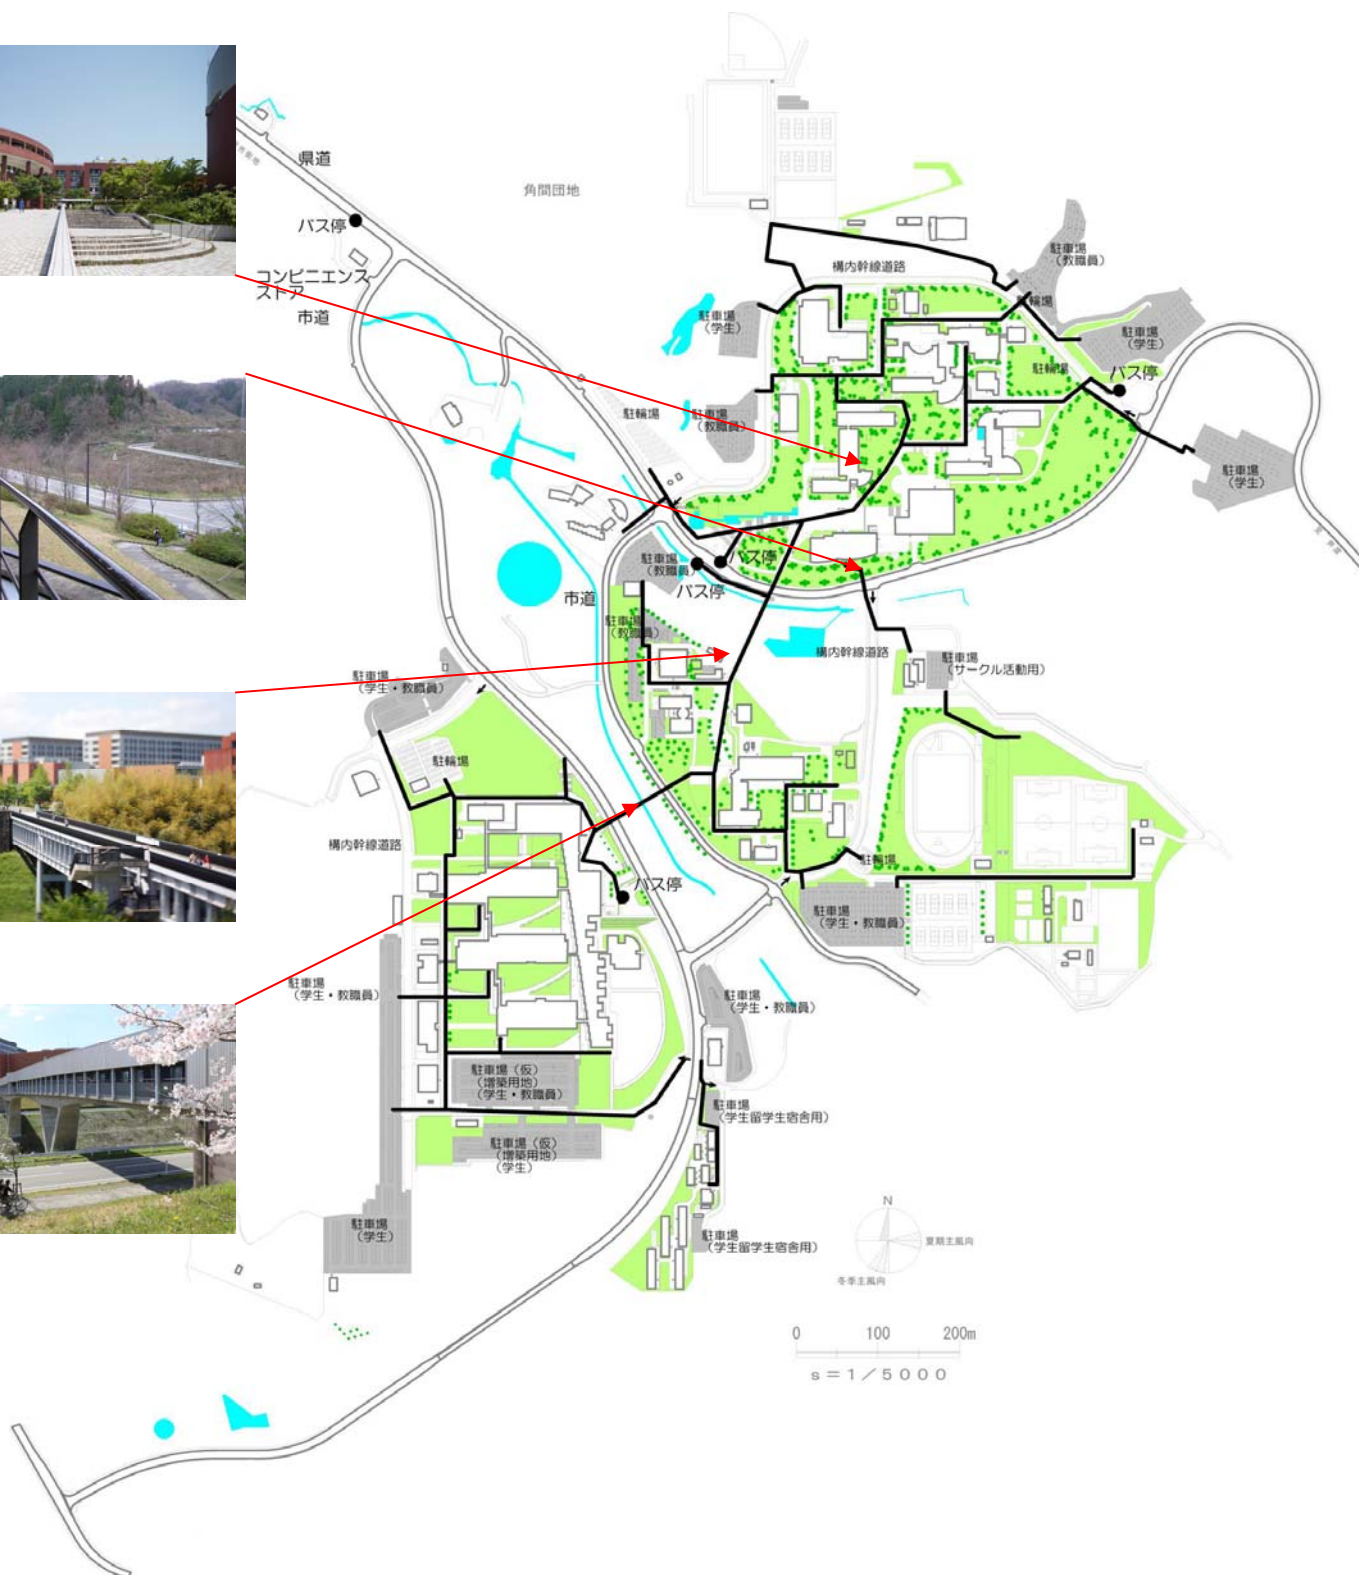 県道
角間団地
バス停
駐車場
(教職員)
構内幹線道路
コンビニエンス
ストア
駐輪場
市道
駐車場
(学生)
駐車場
(学生)
駐輪場
バス停
駐輪場
駐車場
(教職員)
駐車場
(学生)
駐車場
(教職員)
バス停
バス停
市道
駐車場
(教職員)
構内幹線道路
駐車場
(サークル活動用)
駐車場
(学生・教職員)
駐輪場
構内幹線道路
駐輪場
バス停
駐車場
(学生・教職員)
駐車場
(学生・教職員)
駐車場
(学生・教職員)
駐車場(仮)
(増築用地)
(学生・教職員)
駐車場
(学生留学生宿舎用)
駐車場(仮)
(増築用地)
(学生)
駐車場
(学生)
駐車場
(学生留学生宿舎用)
N
夏期主風向
冬季主風向
0 100 200m
s=1/5000